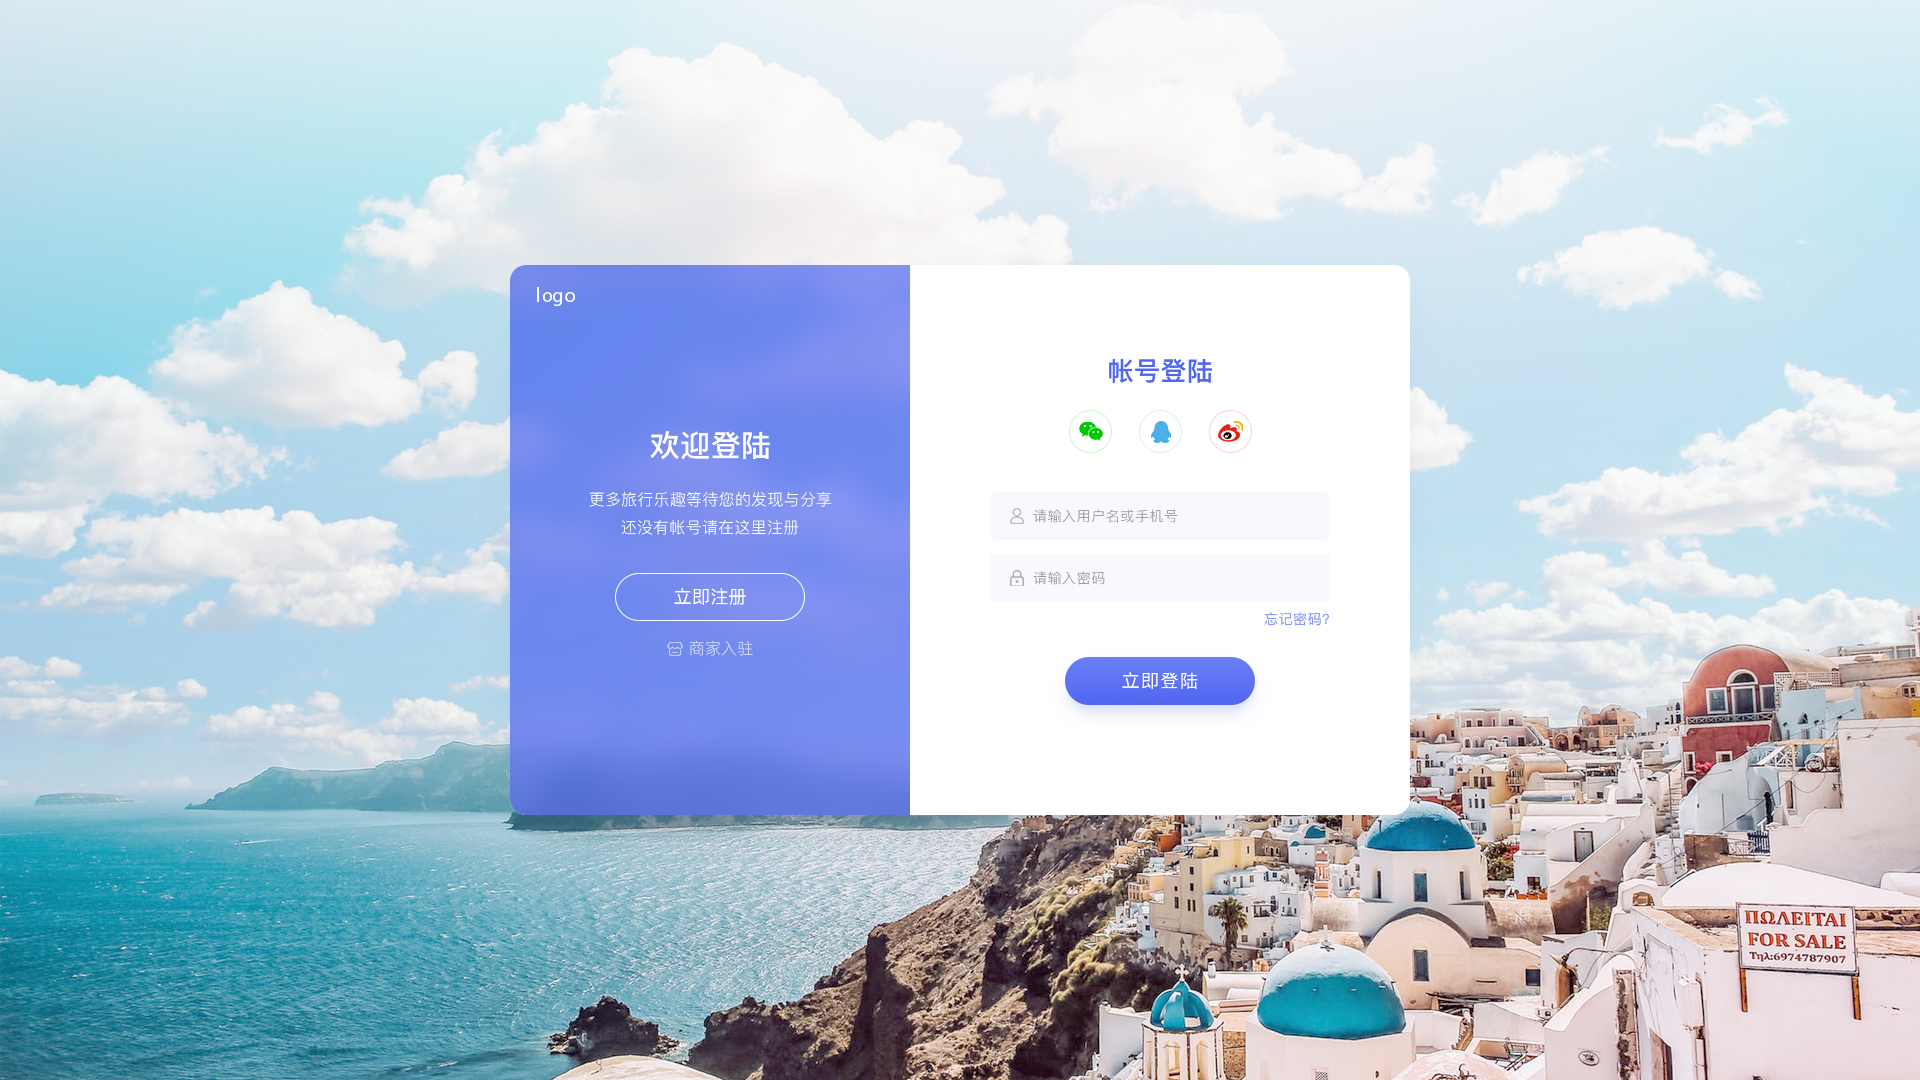 logo
欢迎登陆
更多旅行乐趣等待您的发现与分享
还没有帐号请在这里注册
立即注册
商家入驻
帐号登陆
请输入用户名或手机号
请输入密码
忘记密码?
立即登陆
ΠΩΛΕΙΤΑΙ
FOR SALE
Τηλ:6974787907